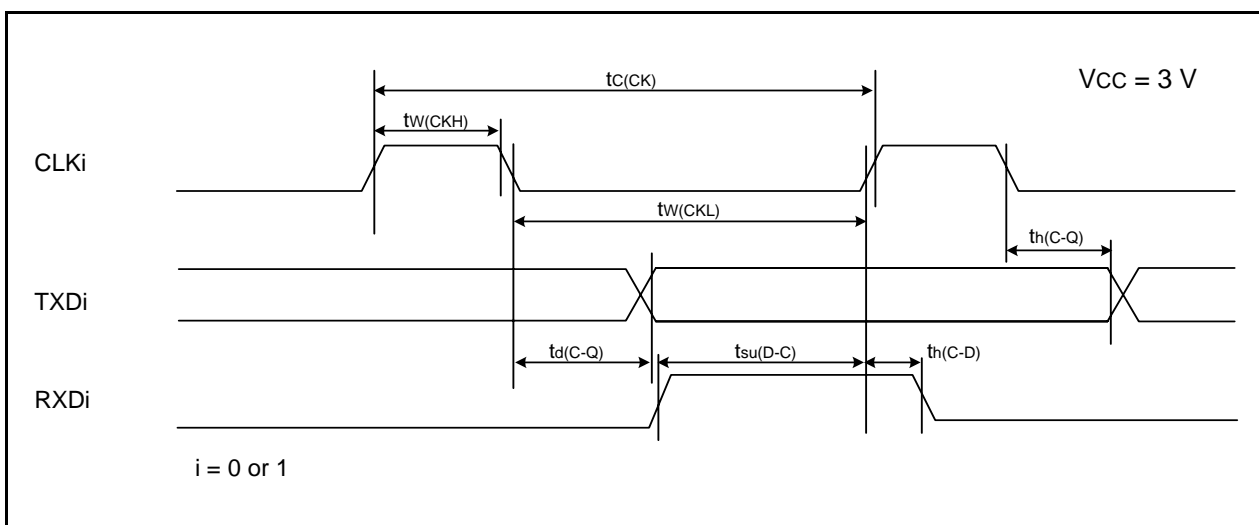 tC(CK)
VCC = 3 V
tW(CKH)
CLKi
tW(CKL)
th(C-Q)
TXDi
td(C-Q)
tsu(D-C)
th(C-D)
RXDi
i = 0 or 1